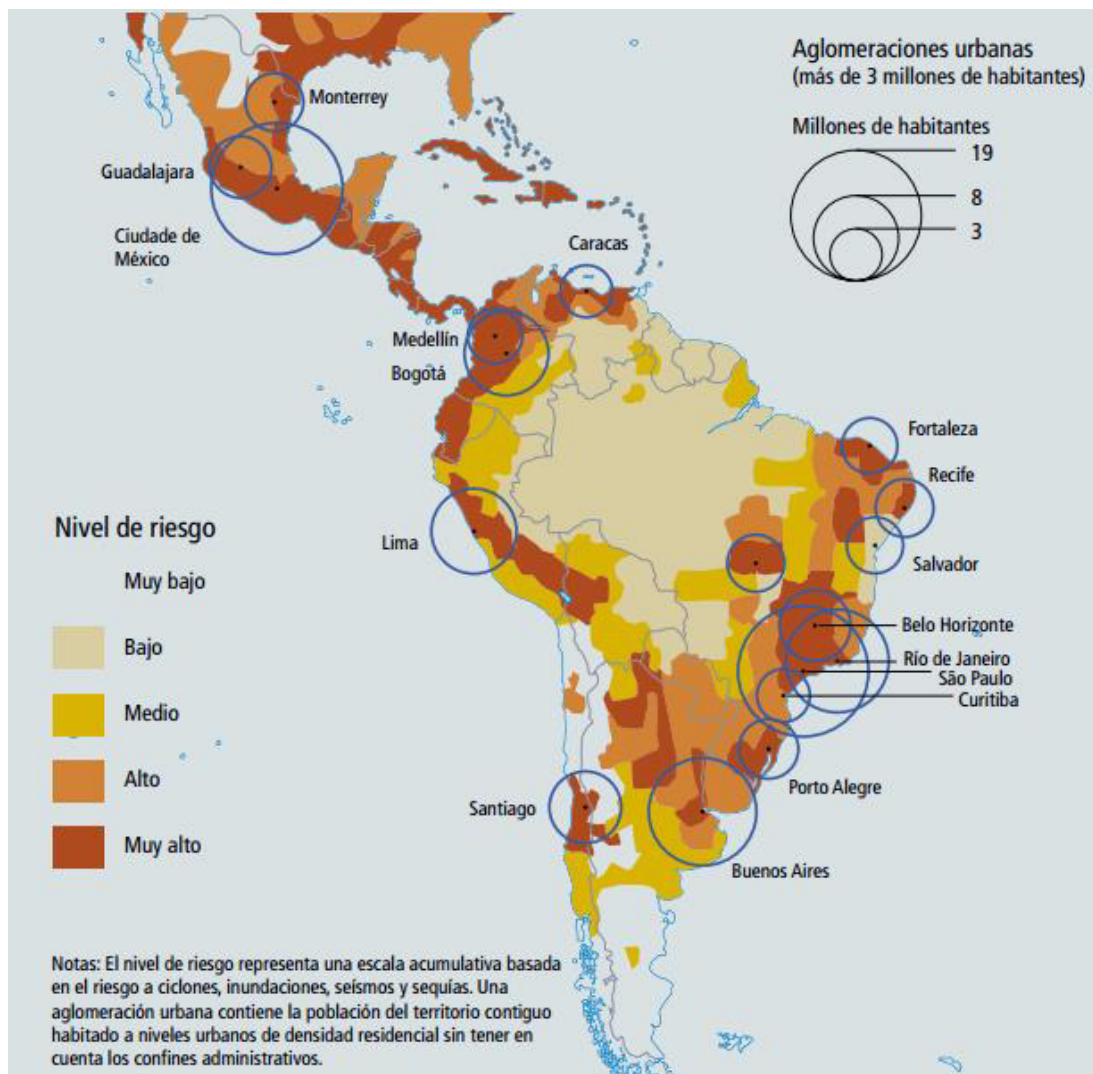 Aglomeraciones urbanas
(más de 3 millones de habitantes)
Millones de habitantes
19
8
3
Monterrey
Guadalajara
Ciudade de
México
Caracas
Medellín
Bogotá
Fortaleza
Recife
Lima
Salvador
Belo Horizonte
Río de Janeiro
São Paulo
Curitiba
Porto Alegre
Santiago
Buenos Aires
Nivel de riesgo
Muy bajo
Bajo
Medio
Alto
Muy alto
Notas: El nivel de riesgo representa una escala acumulativa basada
en el riesgo a ciclones, inundaciones, seísmos y sequías. Una
aglomeración urbana contiene la población del territorio contiguo
habitado a niveles urbanos de densidad residencial sin tener en
cuenta los confines administrativos.